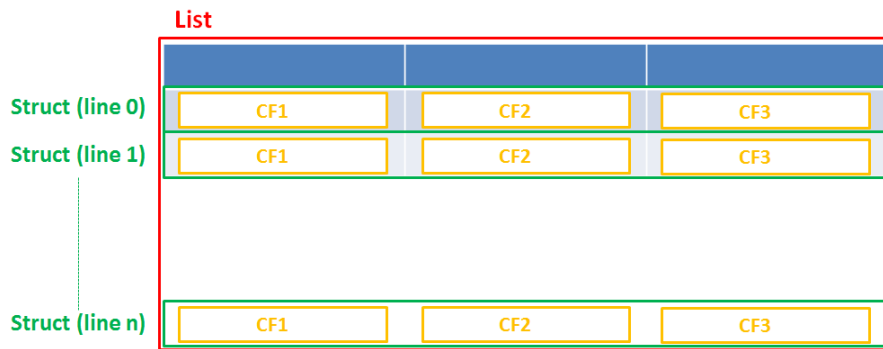 List
Struct (line 0) CF1 CF2 CF3
Struct (line 1) CF1 CF2 CF3
Struct (line n) CF1 CF2 CF3